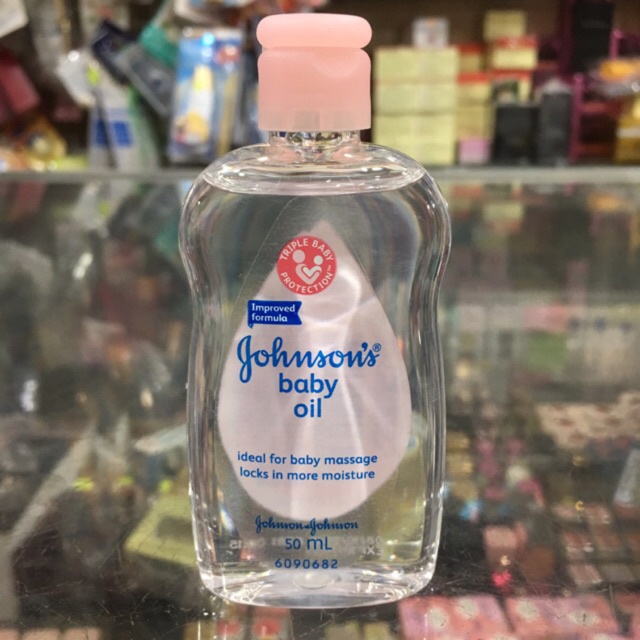 TRIPLE BABY
PROTECTION™
Improved
formula
Johnson's®
baby
oil
ideal for baby massage
locks in more moisture
Johnson & Johnson
50 mL
6090682